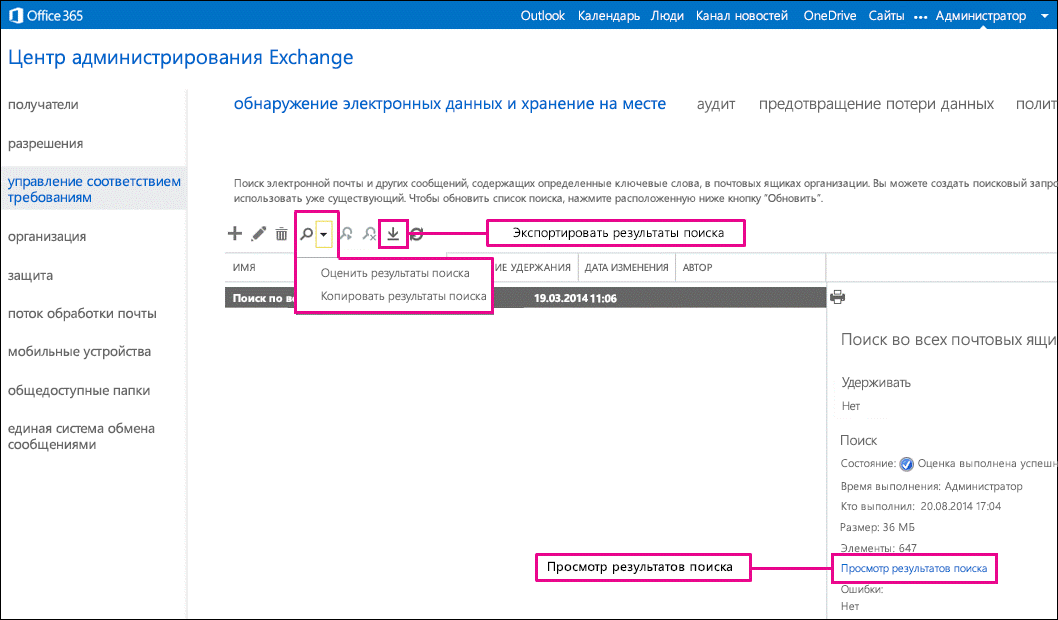 Office 365
Outlook Календарь Люди Канал новостей OneDrive Сайты ••• Администратор
Центр администрирования Exchange
получатели
разрешения
управление соответствием
требованиям
организация
защита
поток обработки почты
мобильные устройства
общедоступные папки
единая система обмена
сообщениями
обнаружение электронных данных и хранение на месте аудит предотвращение потери данных полит
Поиск электронной почты и других сообщений, содержащих определенные ключевые слова, в почтовых ящиках организации. Вы можете создать поисковый запро
использовать уже существующий. Чтобы обновить список поиска, нажмите расположенную ниже кнопку "Обновить".
Экспортировать результаты поиска
ИМЯ ИЕ УДЕРЖАНИЯ ДАТА ИЗМЕНЕНИЯ АВТОР
Оценить результаты поиска
Копировать результаты поиска
Поиск по во 19.03.2014 11:06
Поиск во всех почтовых ящи
Удерживать
Нет
Поиск
Состояние: Оценка выполнена успешн
Время выполнения: Администратор
Кто выполнил: 20.08.2014 17:04
Размер: 36 МБ
Элементы: 647
Просмотр результатов поиска
Просмотр результатов поиска
Ошибки:
Нет